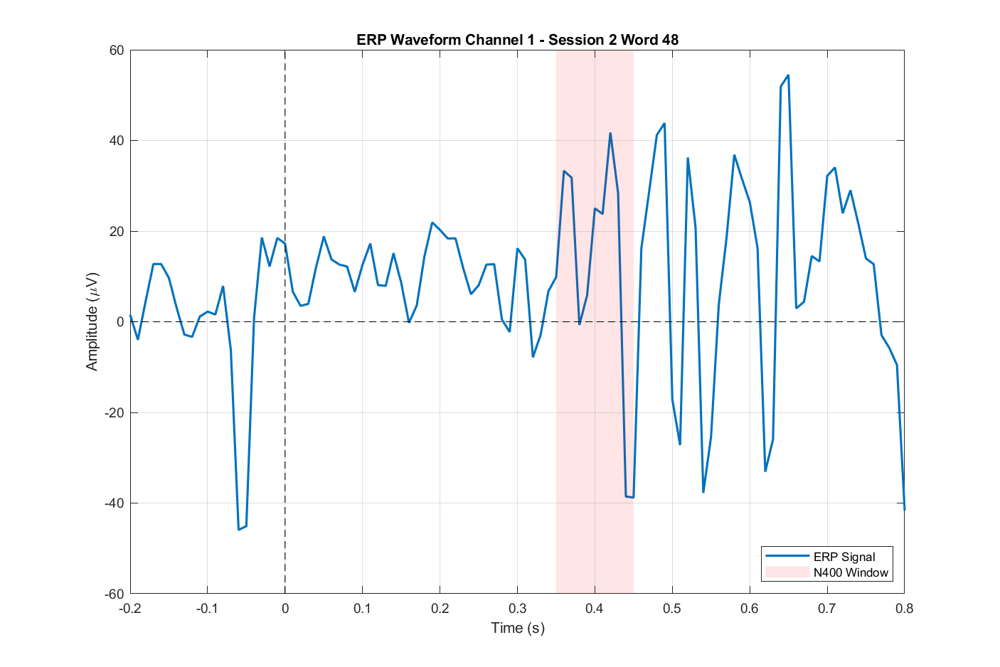 ERP Waveform Channel 1 - Session 2 Word 48
60
40
20
0
-20
-40
-60
Amplitude (μV)
-0.2 -0.1 0 0.1 0.2 0.3 0.4 0.5 0.6 0.7 0.8
Time (s)
ERP Signal
N400 Window